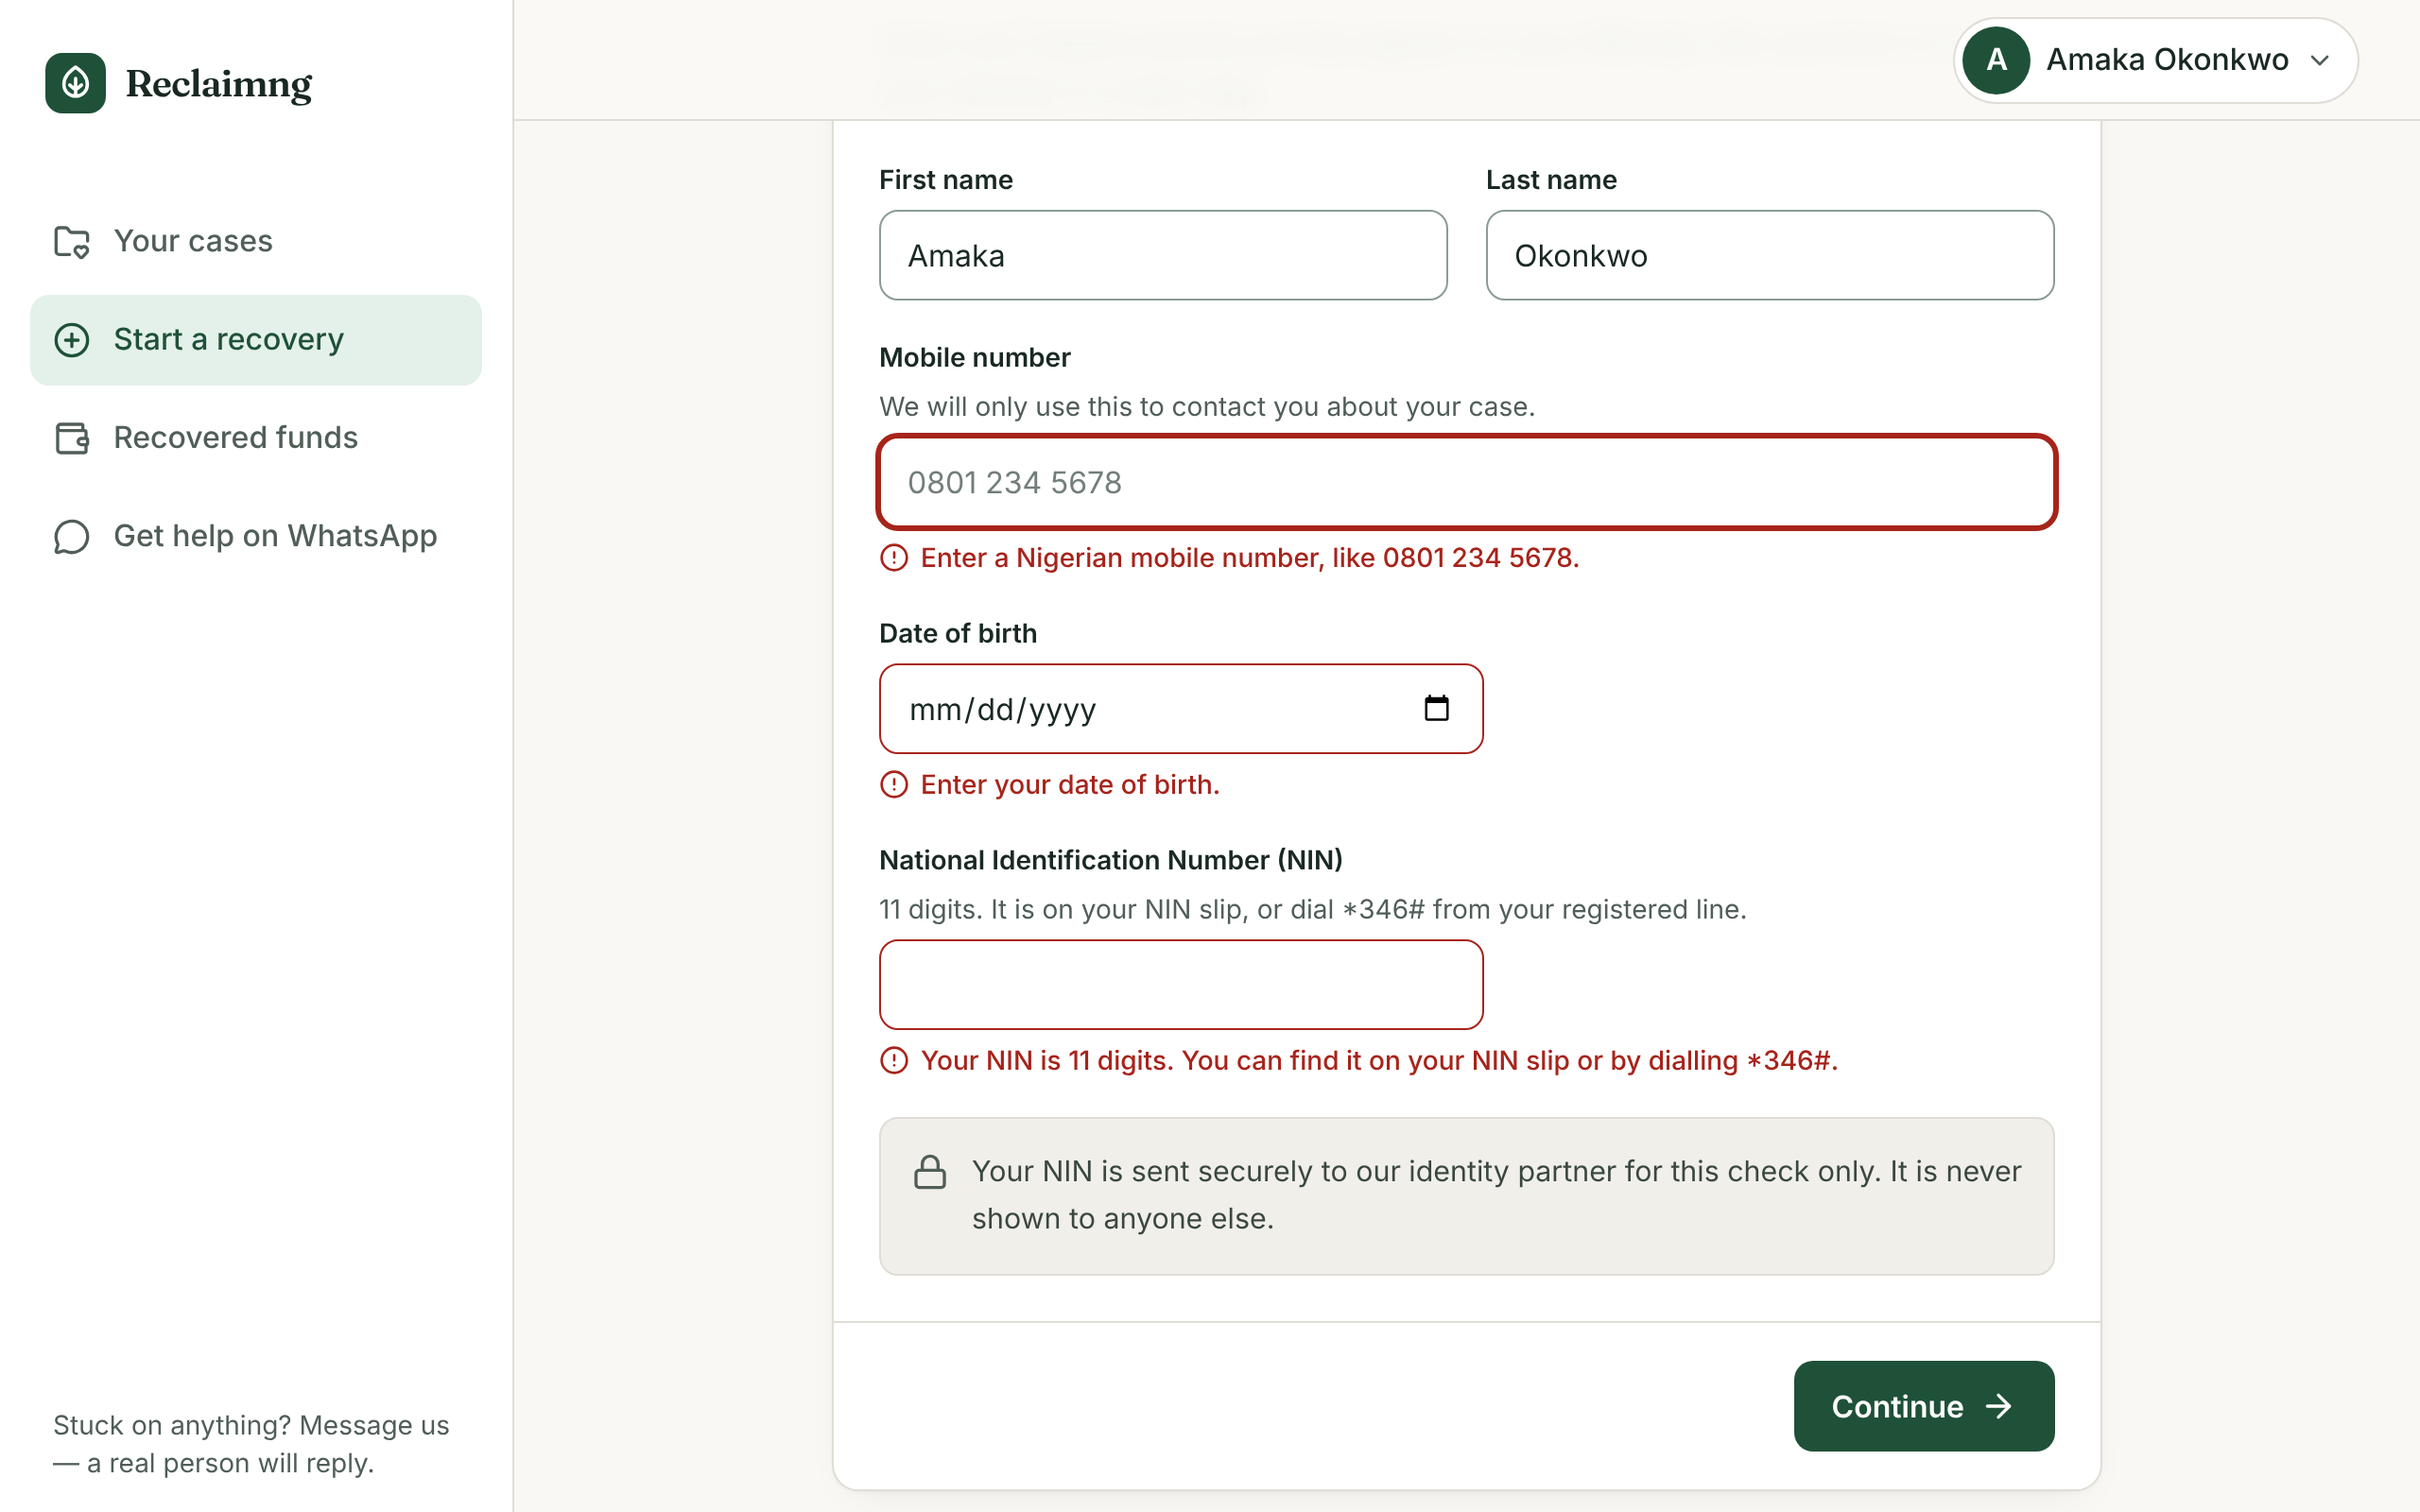 Reclaimng
Your cases
Start a recovery
Recovered funds
Get help on WhatsApp
Stuck on anything? Message us
— a real person will reply.
A Amaka Okonkwo
First name
Amaka
Last name
Okonkwo
Mobile number
We will only use this to contact you about your case.
0801 234 5678
Enter a Nigerian mobile number, like 0801 234 5678.
Date of birth
mm/dd/yyyy
Enter your date of birth.
National Identification Number (NIN)
11 digits. It is on your NIN slip, or dial *346# from your registered line.
Your NIN is 11 digits. You can find it on your NIN slip or by dialling *346#.
Your NIN is sent securely to our identity partner for this check only. It is never
shown to anyone else.
Continue